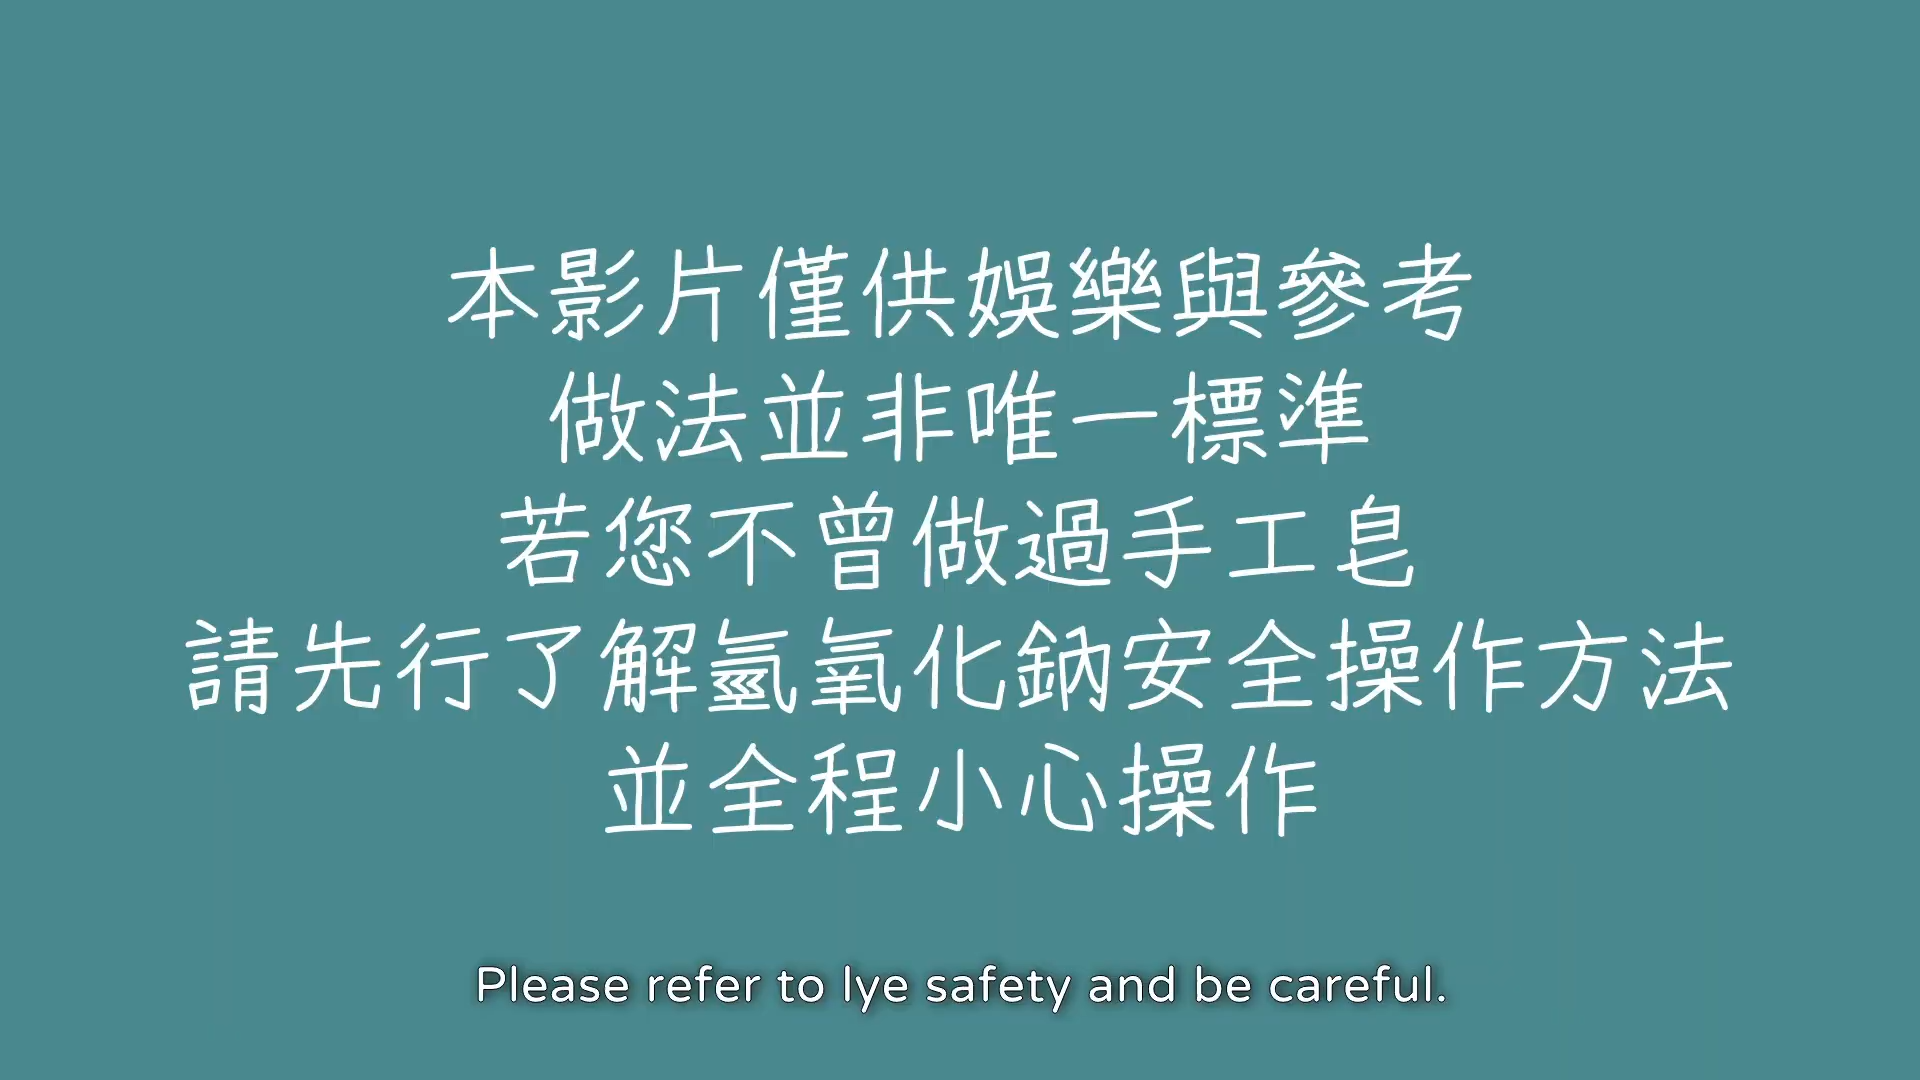 本影片僅供娛樂與參考
做法並非唯一標準
若您不曾做過手工皂
請先行了解氫氧化鈉安全操作方法
並全程小心操作
Please refer to lye safety and be careful.